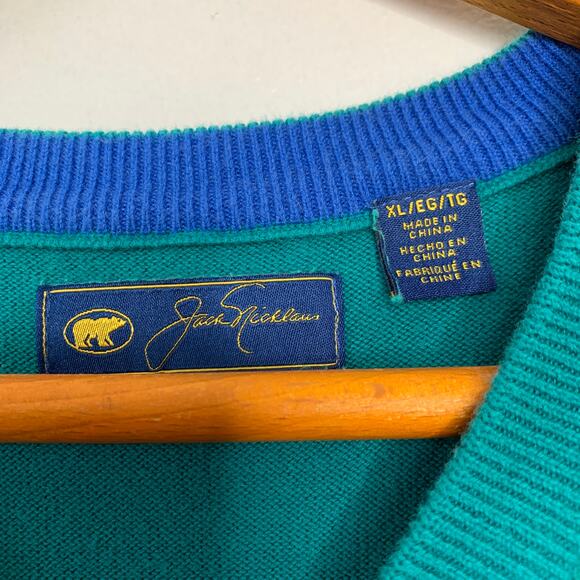 XL/EG/TG
MADE IN
CHINA
HECHO EN
CHINA
FABRIQUÉ EN
CHINE
Jack Nicklaus